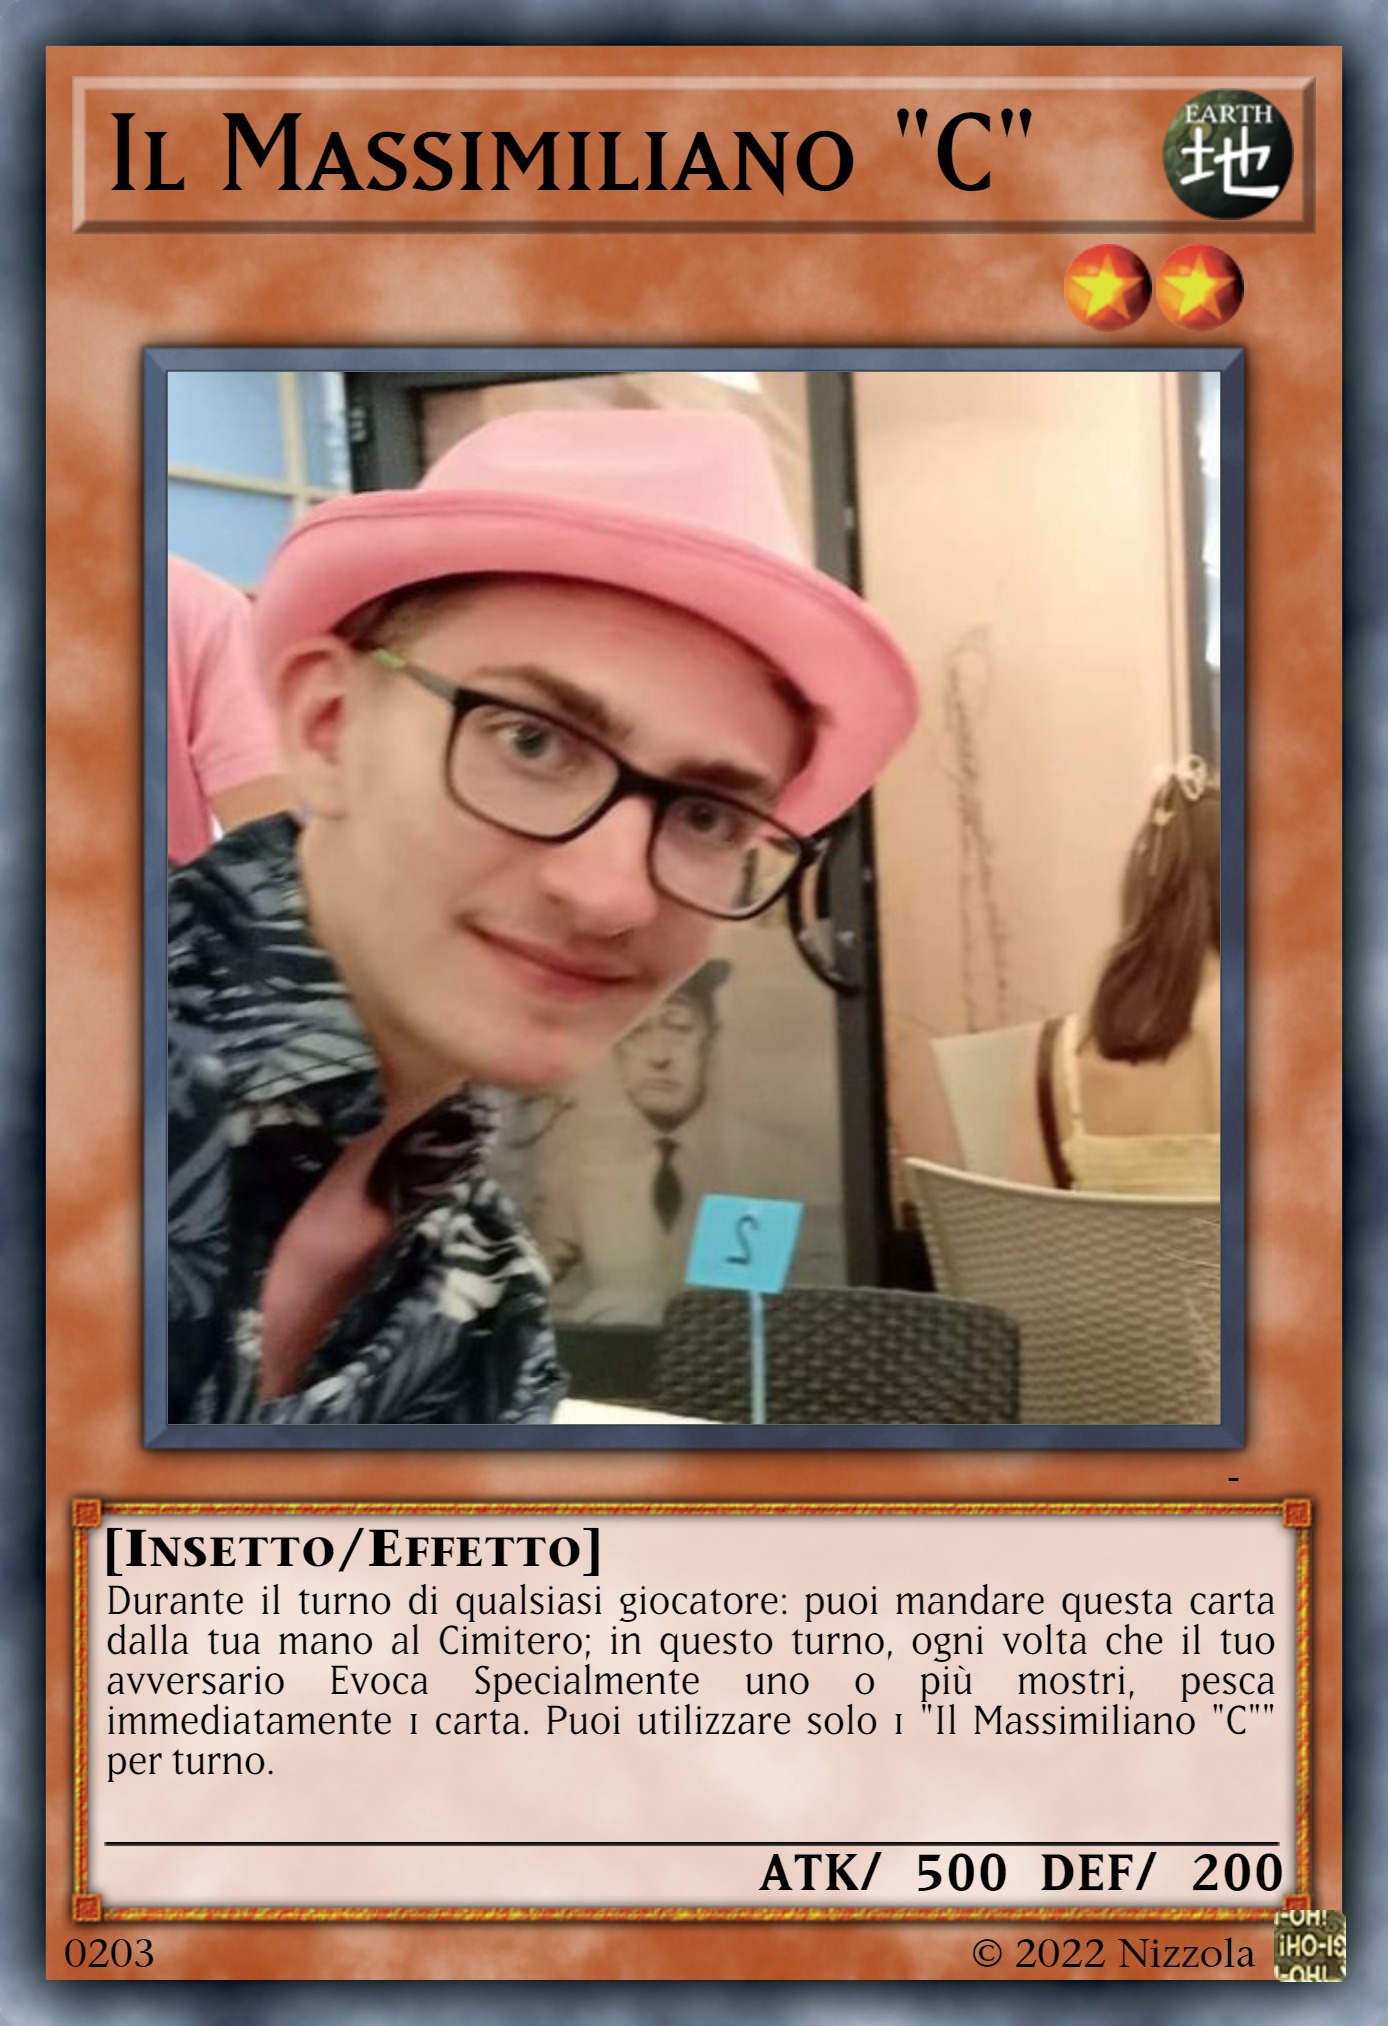 Il Massimiliano "C"
EARTH
地
2
-
[Insetto/Effetto]
Durante il turno di qualsiasi giocatore: puoi mandare questa carta
dalla tua mano al Cimitero; in questo turno, ogni volta che il tuo
avversario Evoca Specialmente uno o più mostri, pesca
immediatamente 1 carta. Puoi utilizzare solo 1 "Il Massimiliano "C""
per turno.
ATK/ 500 DEF/ 200
0203
© 2022 Nizzola